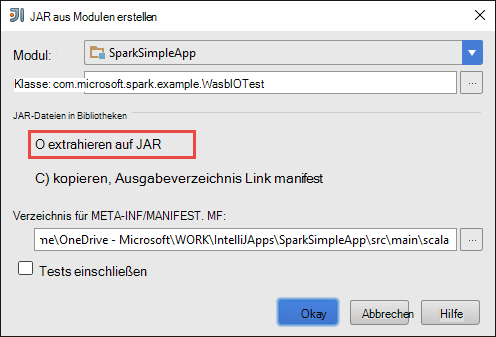 JAR aus Modulen erstellen
Modul: SparkSimpleApp
Klasse: com.microsoft.spark.example.WasbIOTest ...
JAR-Dateien in Bibliotheken
O extrahieren auf JAR
C) kopieren, Ausgabeverzeichnis Link manifest
Verzeichnis für META-INF/MANIFEST. MF:
me\OneDrive - Microsoft\WORK\IntelliJApps\SparkSimpleApp\src\main\scala ...
Tests einschließen
Okay Abbrechen Hilfe